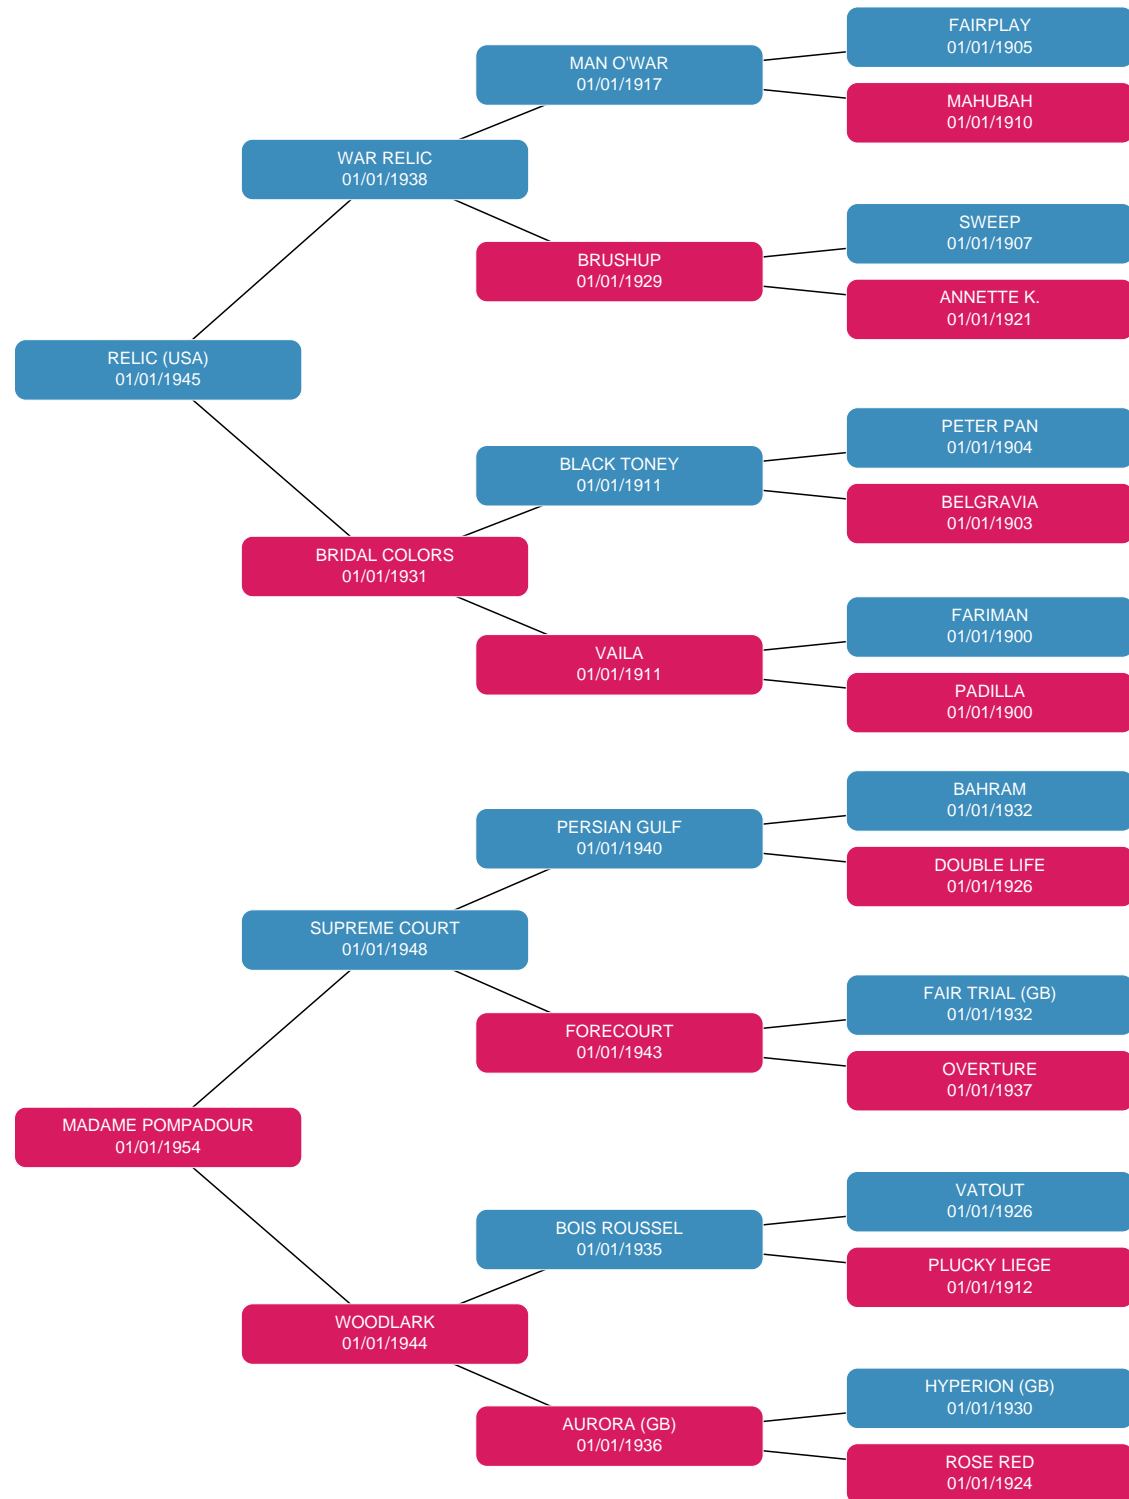 FAIRPLAY
01/01/1905
MAN O'WAR
01/01/1917
MAHUBAH
01/01/1910
WAR RELIC
01/01/1938
SWEEP
01/01/1907
BRUSHUP
01/01/1929
ANNETTE K.
01/01/1921
RELIC (USA)
01/01/1945
PETER PAN
01/01/1904
BLACK TONEY
01/01/1911
BELGRAVIA
01/01/1903
BRIDAL COLORS
01/01/1931
FARIMAN
01/01/1900
VAILA
01/01/1911
PADILLA
01/01/1900
BAHRAM
01/01/1932
PERSIAN GULF
01/01/1940
DOUBLE LIFE
01/01/1926
SUPREME COURT
01/01/1948
FAIR TRIAL (GB)
01/01/1932
FORECOURT
01/01/1943
OVERTURE
01/01/1937
MADAME POMPADOUR
01/01/1954
VATOUT
01/01/1926
BOIS ROUSSEL
01/01/1935
PLUCKY LIEGE
01/01/1912
WOODLARK
01/01/1944
HYPERION (GB)
01/01/1930
AURORA (GB)
01/01/1936
ROSE RED
01/01/1924